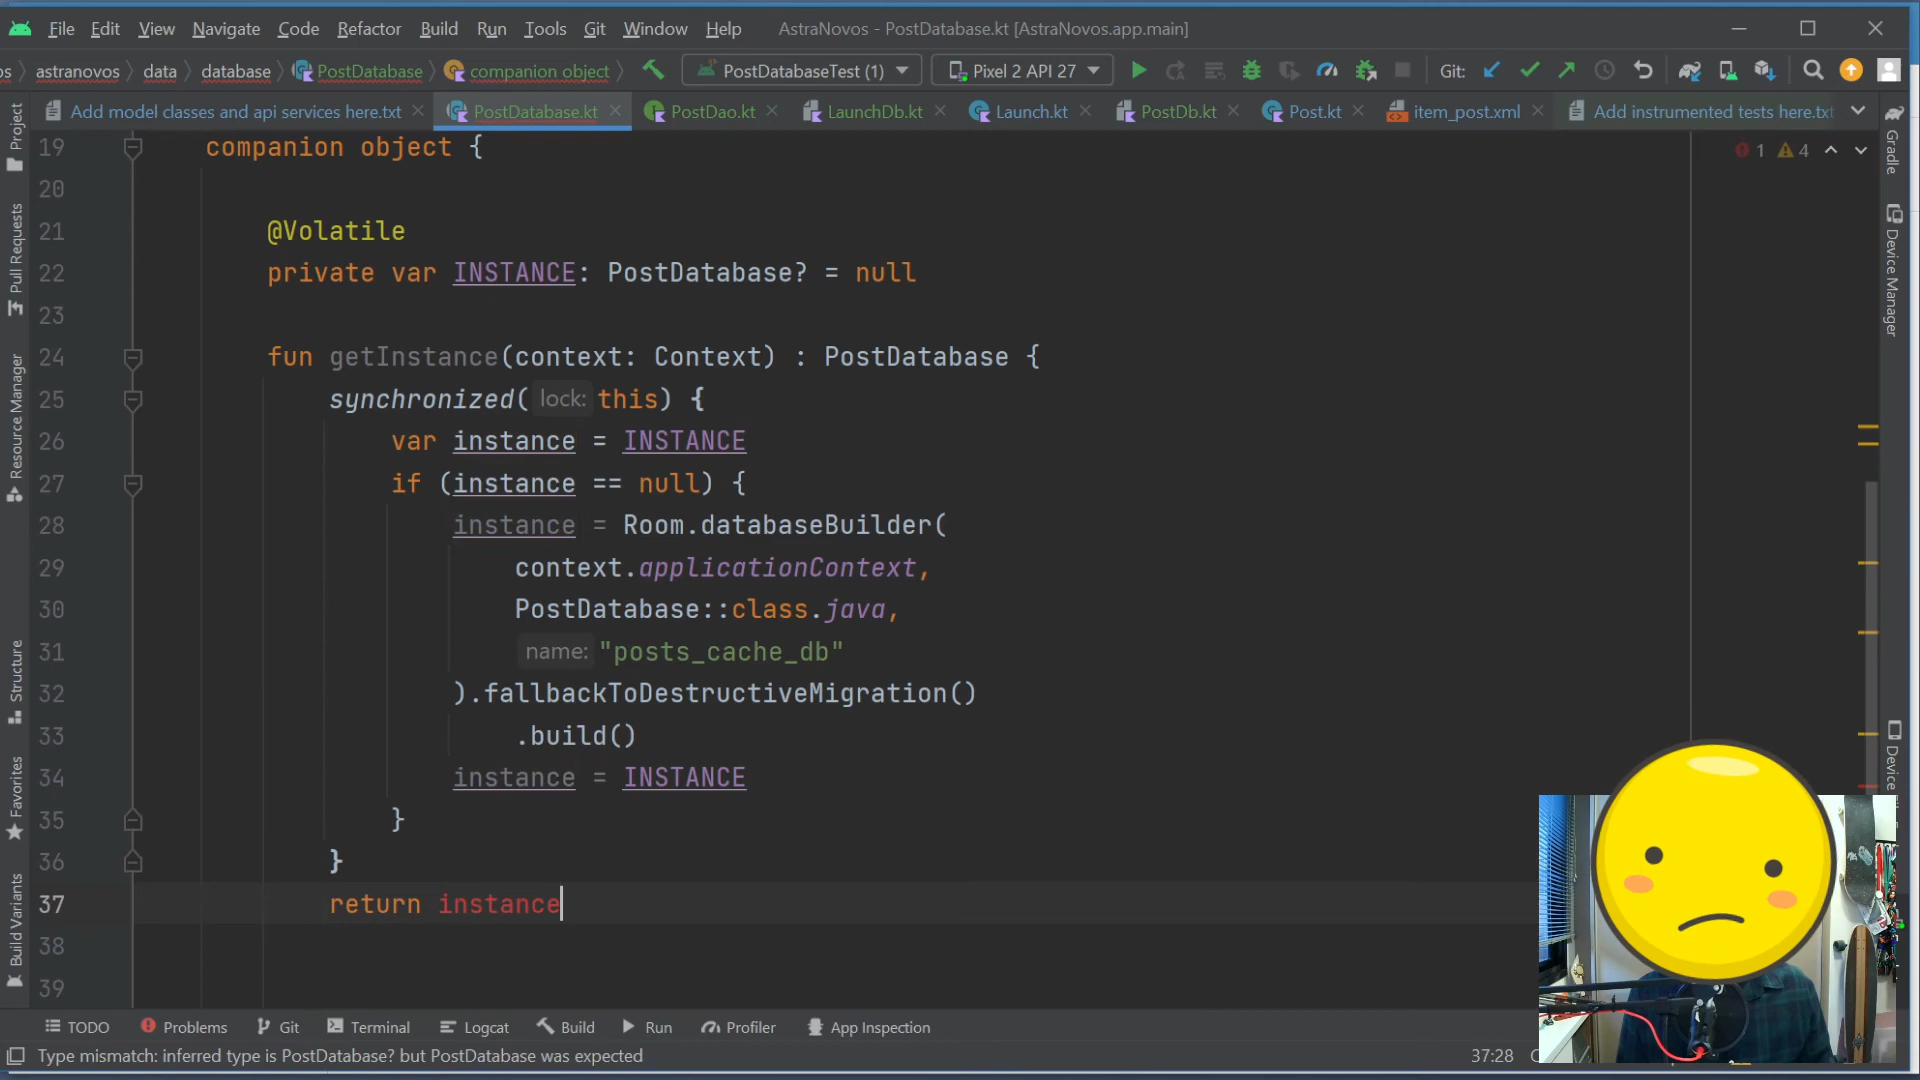 File Edit View Navigate Code Refactor Build Run Tools Git Window Help AstraNovos - PostDatabase.kt [AstraNovos.app.main]
os astranovos data database PostDatabase companion object PostDatabaseTest (1) Pixel 2 API 27 Git:
Add model classes and api services here.txt PostDatabase.kt PostDao.kt LaunchDb.kt Launch.kt PostDb.kt Post.kt item_post.xml Add instrumented tests here.txt
Project
Pull Requests
Resource Manager
Structure
Favorites
Build Variants
19 companion object {
20
21 @Volatile
22 private var INSTANCE: PostDatabase? = null
23
24 fun getInstance(context: Context) : PostDatabase {
25 synchronized( lock: this) {
26 var instance = INSTANCE
27 if (instance == null) {
28 instance = Room.databaseBuilder(
29 context.applicationContext,
30 PostDatabase::class.java,
31 name: "posts_cache_db"
32 ).fallbackToDestructiveMigration()
33 .build()
34 instance = INSTANCE
35 }
36 }
37 return instance
38
39
1 4
Gradle
Device Manager
Device
TODO Problems Git Terminal Logcat Build Run Profiler App Inspection
Type mismatch: inferred type is PostDatabase? but PostDatabase was expected 37:28